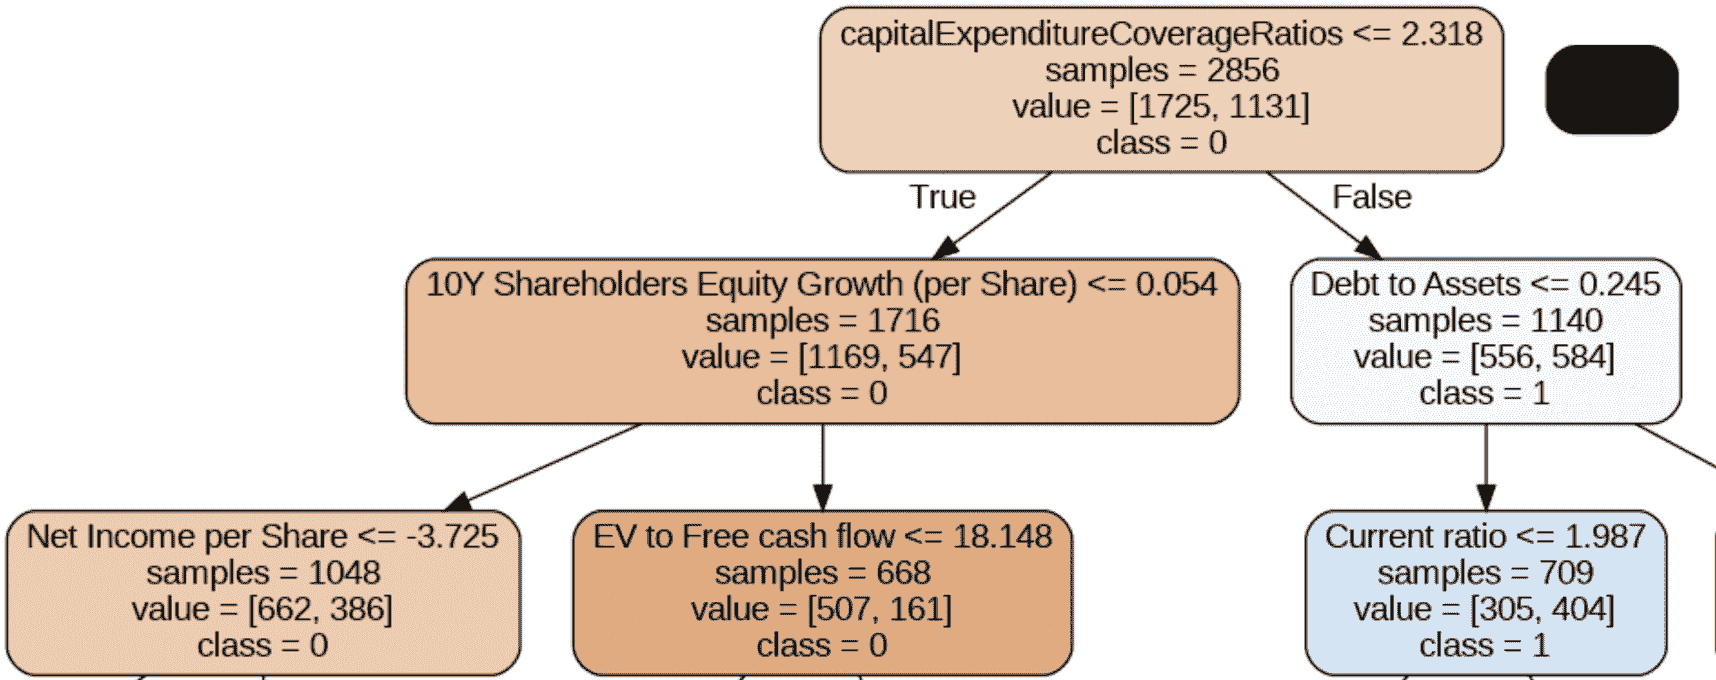 capitalExpenditureCoverageRatios <= 2.318
samples = 2856
value = [1725, 1131]
class = 0
True
False
10Y Shareholders Equity Growth (per Share) <= 0.054
samples = 1716
value = [1169, 547]
class = 0
Debt to Assets <= 0.245
samples = 1140
value = [556, 584]
class = 1
Net Income per Share <= -3.725
samples = 1048
value = [662, 386]
class = 0
EV to Free cash flow <= 18.148
samples = 668
value = [507, 161]
class = 0
Current ratio <= 1.987
samples = 709
value = [305, 404]
class = 1